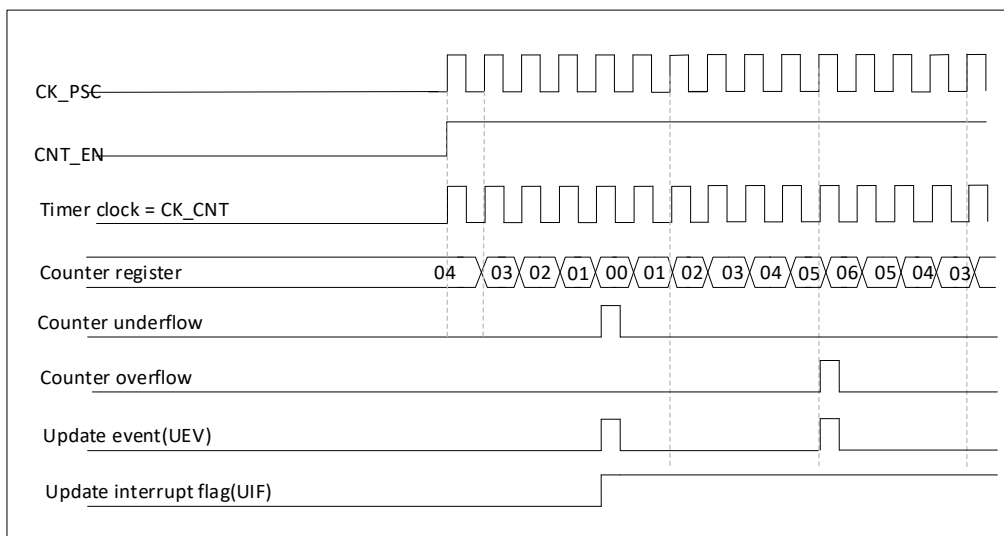 CK_PSC
CNT_EN
Timer clock = CK_CNT
Counter register 04 03 02 01 00 01 02 03 04 05 06 05 04 03
Counter underflow
Counter overflow
Update event(UEV)
Update interrupt flag(UIF)